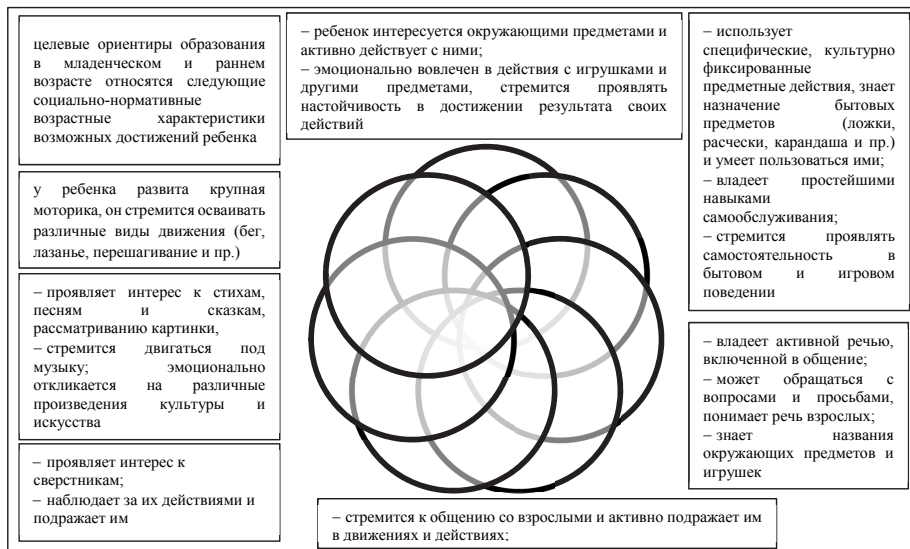 целевые ориентиры образования
в младенческом и раннем
возрасте относятся следующие
социально-нормативные
возрастные характеристики
возможных достижений ребенка
– ребенок интересуется окружающими предметами и
активно действует с ними;
– эмоционально вовлечен в действия с игрушками и
другими предметами, стремится проявлять
настойчивость в достижении результата своих
действий
– использует
специфические, культурно
фиксированные
предметные действия, знает
назначение бытовых
предметов (ложки,
расчески, карандаша и пр.)
и умеет пользоваться ими;
– владеет простейшими
навыками
самообслуживания;
– стремится проявлять
самостоятельность в
бытовом и игровом
поведении
у ребенка развита крупная
моторика, он стремится осваивать
различные виды движения (бег,
лазанье, перешагивание и пр.)
– проявляет интерес к стихам,
песням и сказкам,
рассматриванию картинки,
– стремится двигаться под
музыку; эмоционально
откликается на различные
произведения культуры и
искусства
– владеет активной речью,
включенной в общение;
– может обращаться с
вопросами и просьбами,
понимает речь взрослых;
– знает названия
окружающих предметов и
игрушек
– проявляет интерес к
сверстникам;
– наблюдает за их действиями и
подражает им
– стремится к общению со взрослыми и активно подражает им
в движениях и действиях;